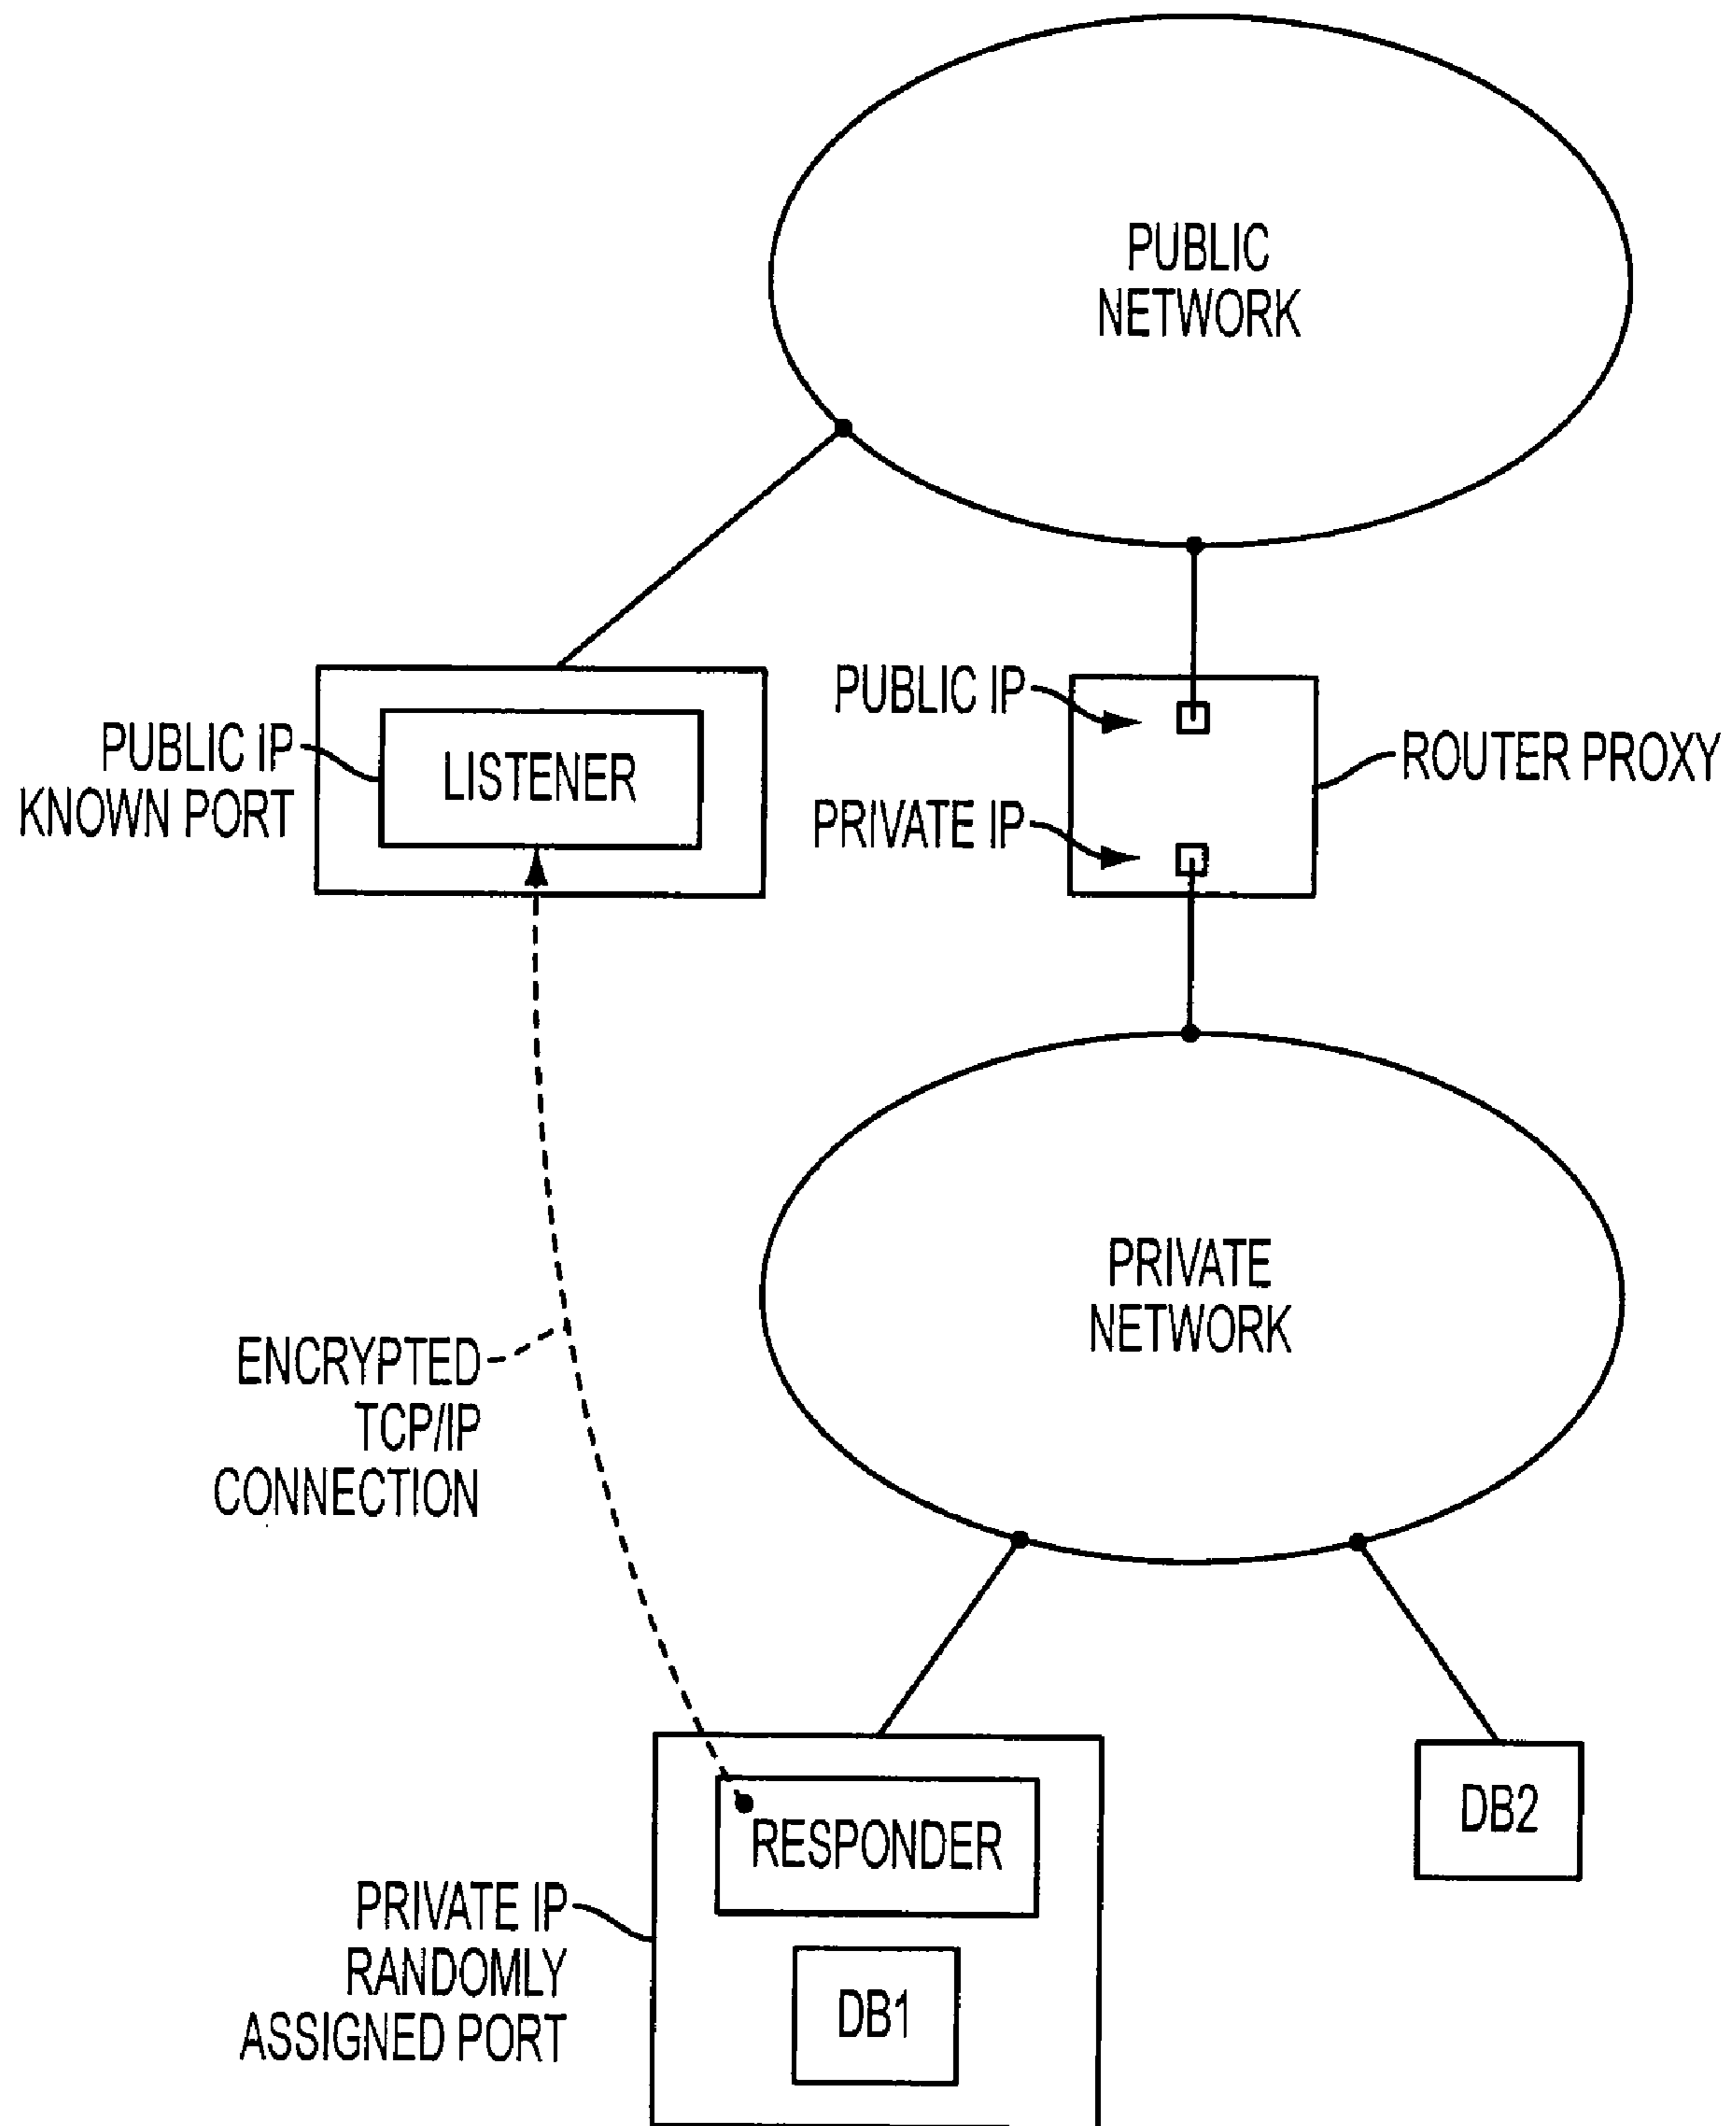 PUBLIC
NETWORK
PUBLIC IP
KNOWN PORT
LISTENER
PUBLIC IP
PRIVATE IP
ROUTER PROXY
PRIVATE
NETWORK
ENCRYPTED
TCP/IP
CONNECTION
RESPONDER
DB2
PRIVATE IP
RANDOMLY
ASSIGNED PORT
DB1